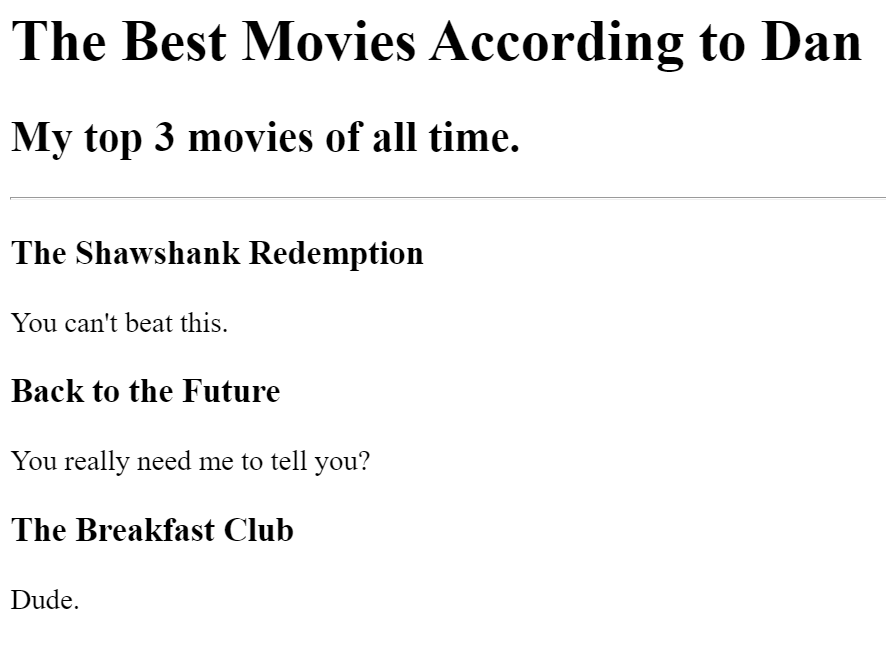 The Best Movies According to Dan
My top 3 movies of all time.
The Shawshank Redemption
You can't beat this.
Back to the Future
You really need me to tell you?
The Breakfast Club
Dude.